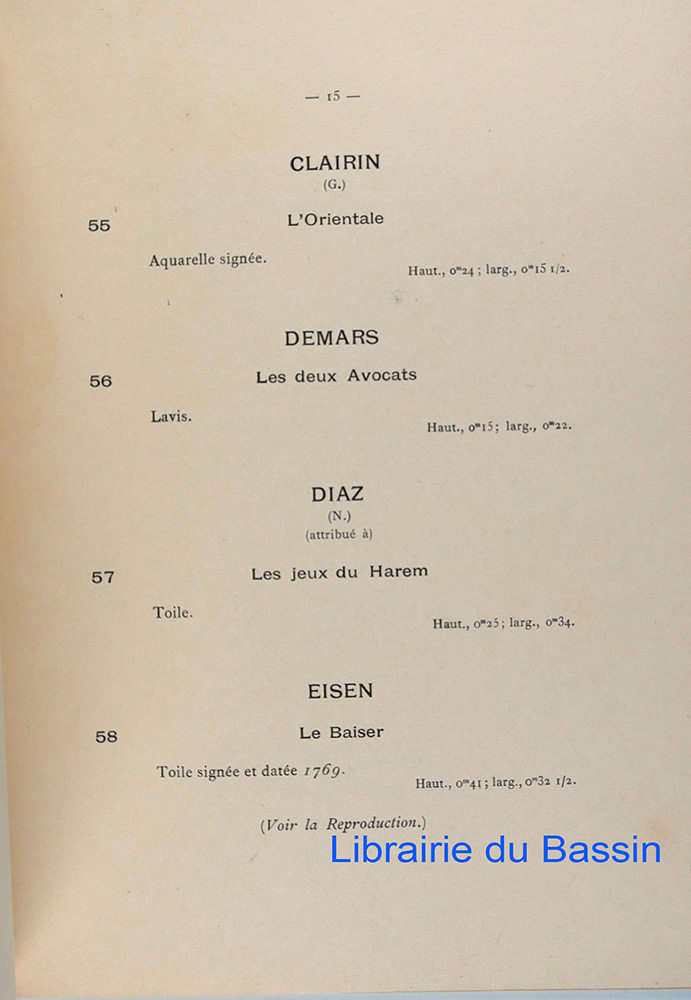 — 15 —
CLAIRIN
(G.)
55 L'Orientale
Aquarelle signée.
Haut., 0ᵐ24 ; larg., 0ᵐ15 1/2.
DEMARS
56 Les deux Avocats
Lavis.
Haut., 0ᵐ15; larg., 0ᵐ22.
DIAZ
(N.)
(attribué à)
57 Les jeux du Harem
Toile.
Haut., 0ᵐ25; larg., 0ᵐ34.
EISEN
58 Le Baiser
Toile signée et datée 1769.
Haut., 0ᵐ41 ; larg., 0ᵐ32 1/2.
(Voir la Reproduction.)
Librairie du Bassin